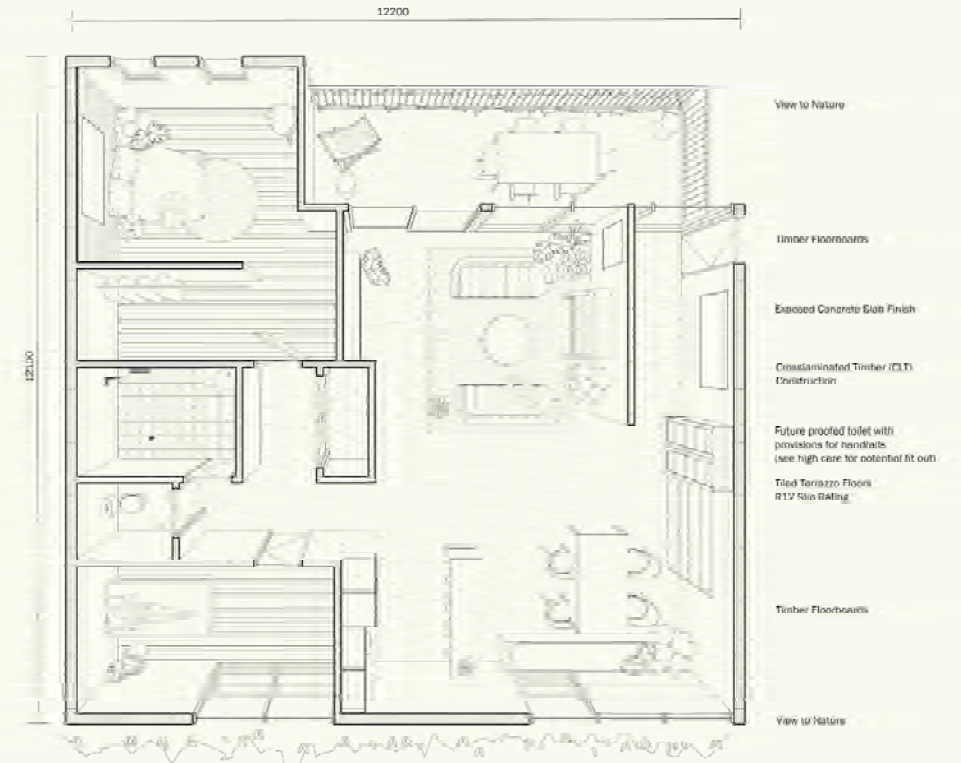 12200
View to Nature
Timber Floorboards
Exposed Concrete Slab Finish
12100
Crosslaminated Timber (CLT)
Construction
Future proofed toilet with
provisions for handrails
(see high care for potential fit out)
Tiled Terrazzo Floors
R12 Slip Rating
Timber Floorboards
View to Nature